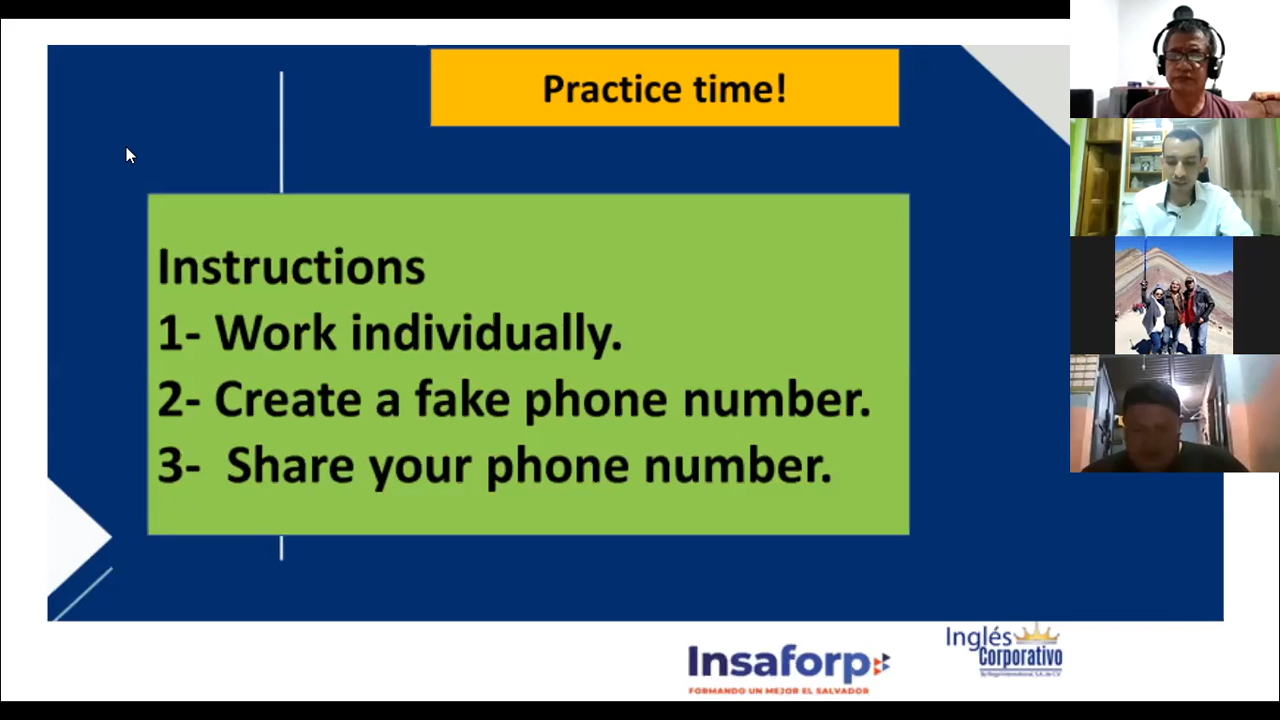 Practice time!
Instructions
1- Work individually.
2- Create a fake phone number.
3- Share your phone number.
Insaforp
FORMANDO UN MEJOR EL SALVADOR
Inglés
Corporativo